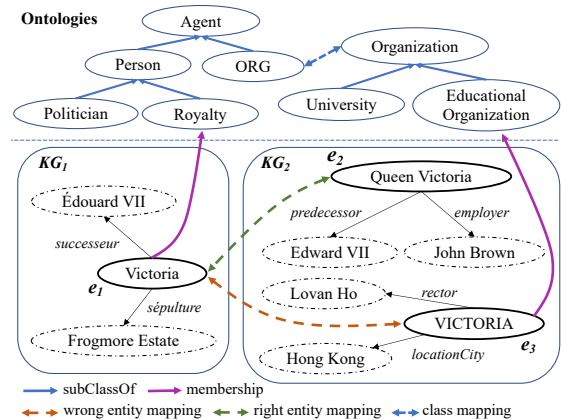 Ontologies
Agent
Person
ORG
Organization
Politician
Royalty
University
Educational
Organization
KG1
KG2
e2
Édouard VII
Queen Victoria
predecessor
employer
successeur
Edward VII
John Brown
Victoria
e1
Lovan Ho
rector
sépulture
VICTORIA
e3
Frogmore Estate
Hong Kong
locationCity
subClassOf
membership
wrong entity mapping
right entity mapping
class mapping